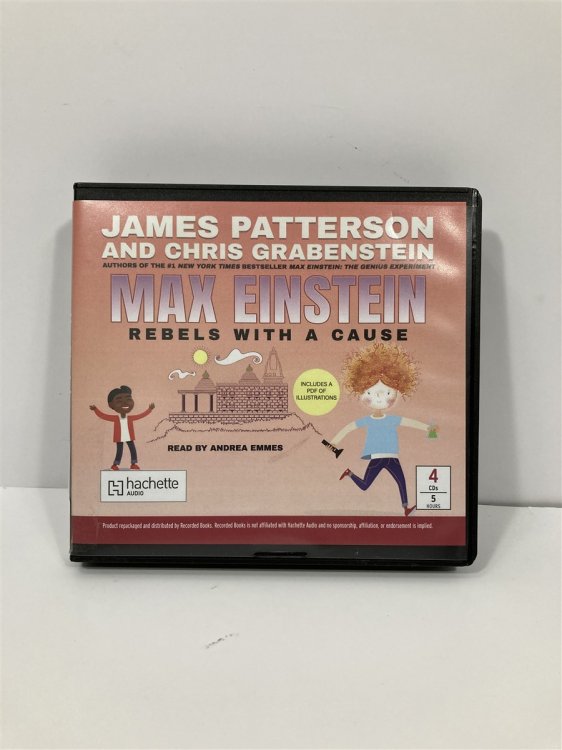 JAMES PATTERSON
AND CHRIS GRABENSTEIN
AUTHORS OF THE #1 NEW YORK TIMES BESTSELLER MAX EINSTEIN: THE GENIUS EXPERIMENT
MAX EINSTEIN
REBELS WITH A CAUSE
INCLUDES A
PDF OF
ILLUSTRATIONS
READ BY ANDREA EMMES
H hachette
AUDIO
4
CDs
5
HOURS
Product repackaged and distributed by Recorded Books. Recorded Books is not affiliated with Hachette Audio and no sponsorship, affiliation, or endorsement is implied.